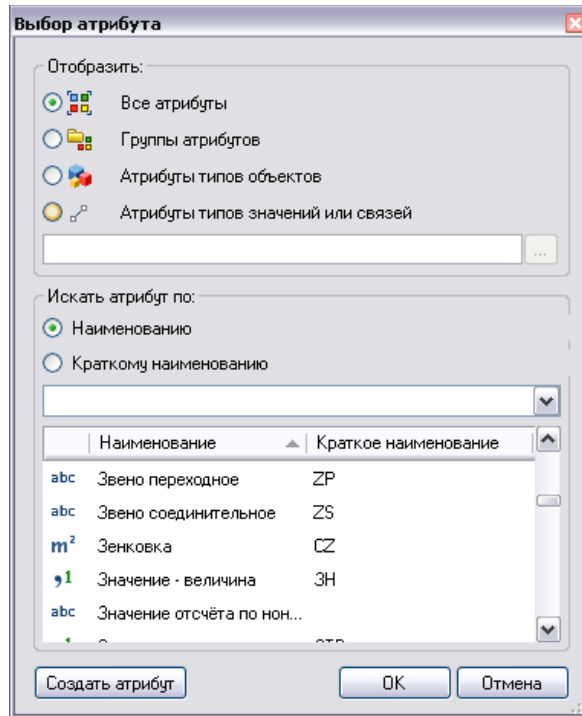 Выбор атрибута
Отобразить:
Все атрибуты
Группы атрибутов
Атрибуты типов объектов
Атрибуты типов значений или связей
...
Искать атрибут по:
Наименованию
Краткому наименованию
Наименование Краткое наименование
abc Звено переходное ZP
abc Звено соединительное ZS
m² Зенковка CZ
,1 Значение - величина ЗН
abc Значение отсчёта по нон...
Создать атрибут ОК Отмена